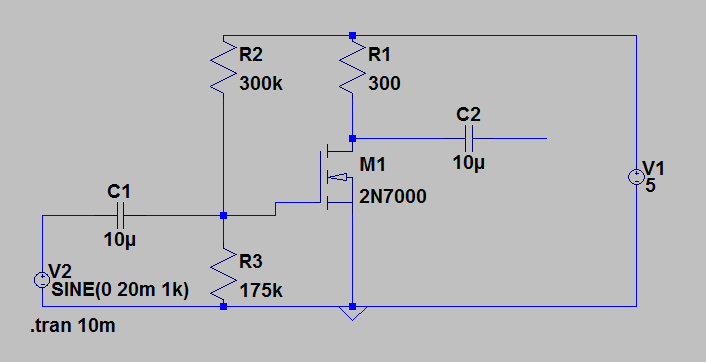 R2
300k
R1
300
C2
10µ
M1
2N7000
V1
5
C1
10µ
R3
175k
V2
SINE(0 20m 1k)
.tran 10m